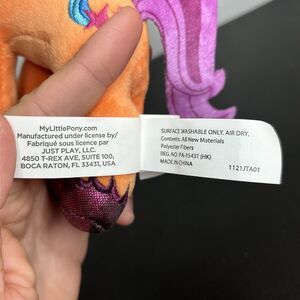 MyLittlePony.com
Manufactured under license by/
Fabriqué sous licence par
JUST PLAY, LLC.
4850 T-REX AVE, SUITE 100,
BOCA RATON, FL 33431, USA
SURFACE WASHABLE ONLY. AIR DRY.
Contents: All New Materials
Polyester Fibers
REG. NO. PA-15431 (HK)
MADE IN CHINA
1121JTA01